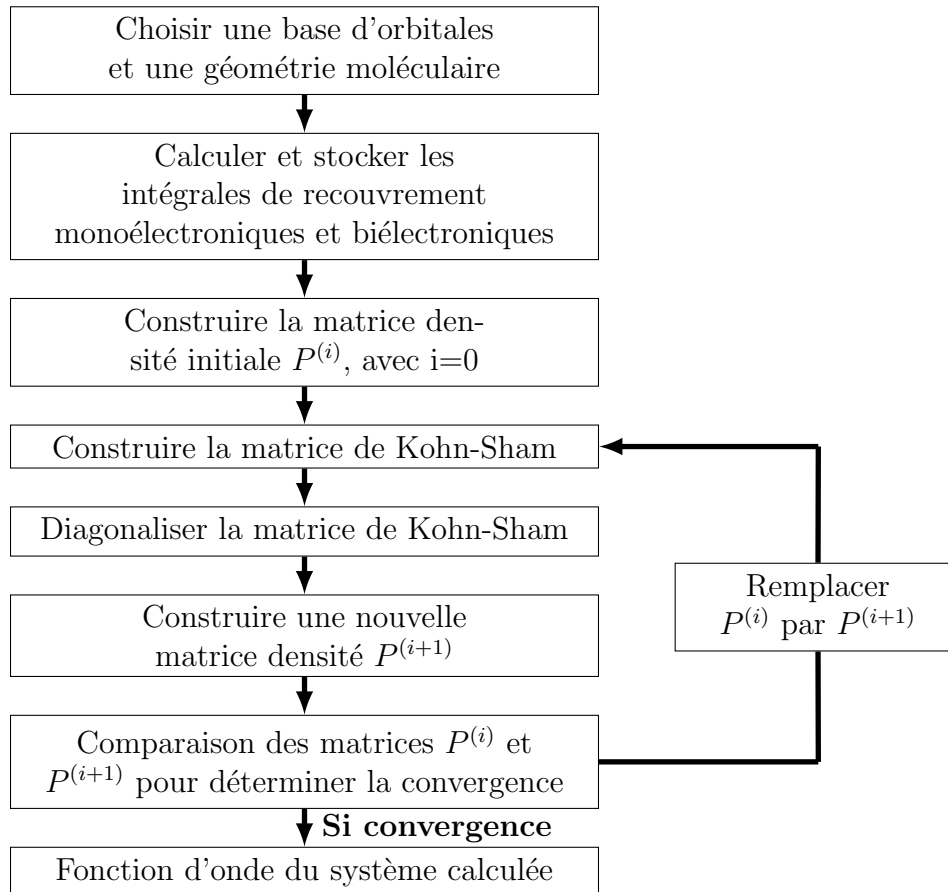 Choisir une base d'orbitales
et une géométrie moléculaire
Calculer et stocker les
intégrales de recouvrement
monoélectroniques et biélectroniques
Construire la matrice den-
sité initiale P^(i), avec i=0
Construire la matrice de Kohn-Sham
Diagonaliser la matrice de Kohn-Sham
Construire une nouvelle
matrice densité P^(i+1)
Comparaison des matrices P^(i) et
P^(i+1) pour déterminer la convergence
Remplacer
P^(i) par P^(i+1)
Si convergence
Fonction d'onde du système calculée